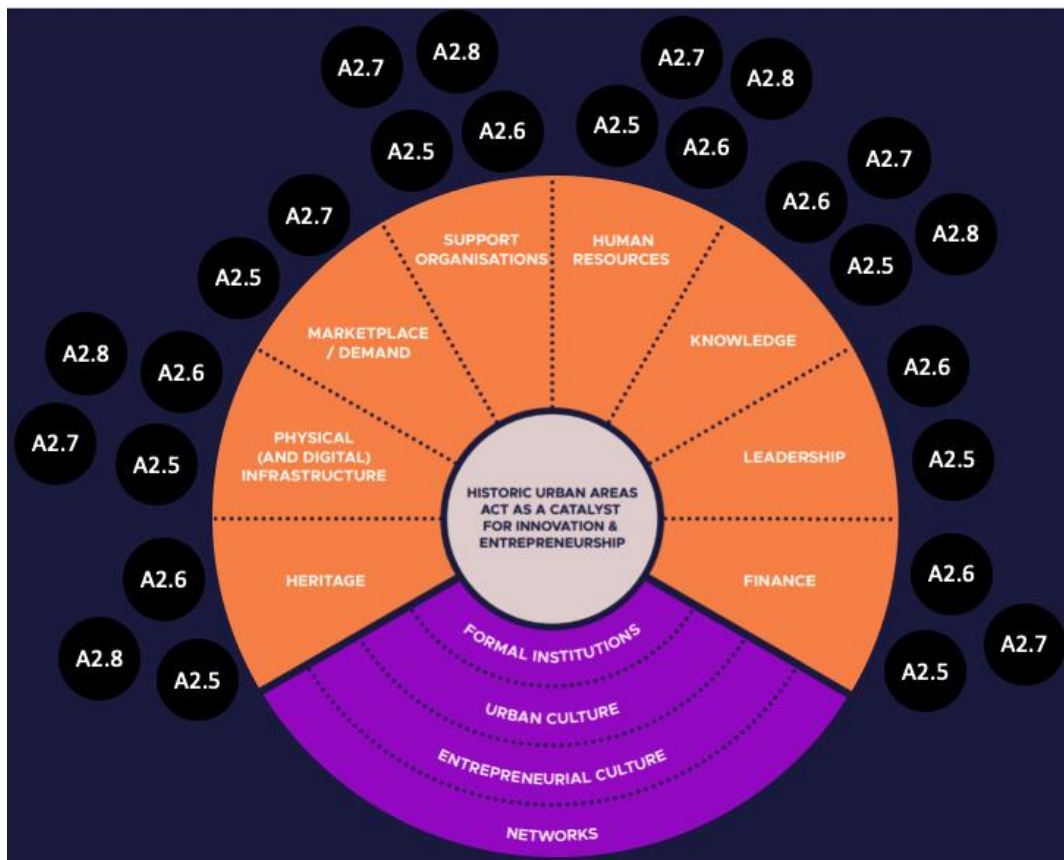 A2.7
A2.8
A2.5
A2.6
A2.7
A2.8
A2.5
A2.6
A2.6
A2.7
A2.5
A2.8
A2.7
A2.5
A2.8
A2.6
A2.7
A2.5
A2.6
A2.5
A2.6
A2.8
A2.5
A2.6
A2.5
A2.7
SUPPORT
ORGANISATIONS
HUMAN
RESOURCES
MARKETPLACE
/ DEMAND
KNOWLEDGE
PHYSICAL
(AND DIGITAL)
INFRASTRUCTURE
LEADERSHIP
HERITAGE
FINANCE
HISTORIC URBAN AREAS
ACT AS A CATALYST
FOR INNOVATION &
ENTREPRENEURSHIP
FORMAL INSTITUTIONS
URBAN CULTURE
ENTREPRENEURIAL CULTURE
NETWORKS